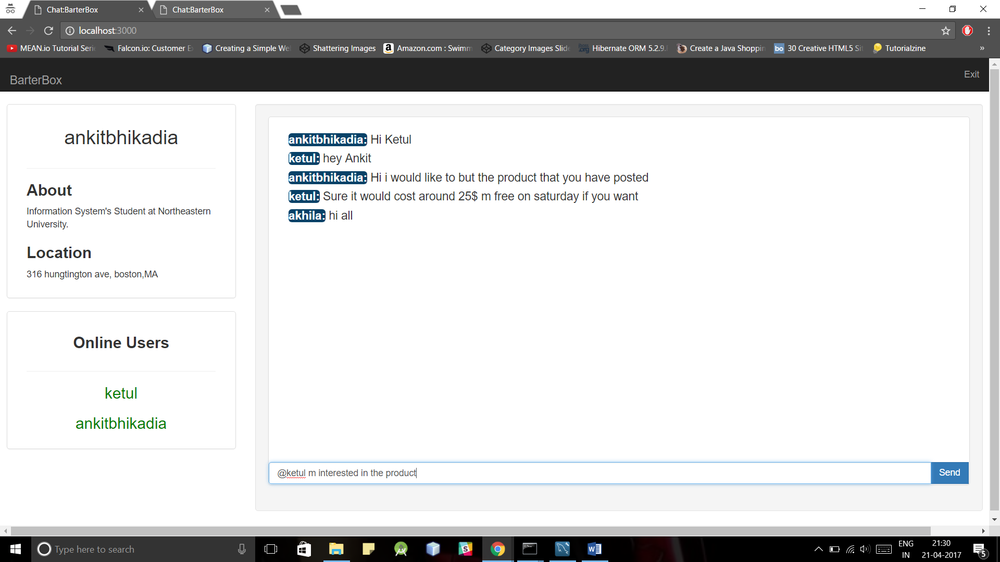 Chat:BarterBox
Chat:BarterBox
localhost:3000
MEAN.io Tutorial Seri
Falcon.io: Customer E
Creating a Simple We
Shattering Images
Amazon.com : Swimm
Category Images Slide
Hibernate ORM 5.2.9.
Create a Java Shoppin
30 Creative HTML5 Si
Tutorialzine
»
BarterBox
Exit
ankitbhikadia
About
Information System's Student at Northeastern
University.
Location
316 hungtington ave, boston,MA
Online Users
ketul
ankitbhikadia
ankitbhikadia: Hi Ketul
ketul: hey Ankit
ankitbhikadia: Hi i would like to but the product that you have posted
ketul: Sure it would cost around 25$ m free on saturday if you want
akhila: hi all
@ketul m interested in the product
Send
Type here to search
ENG
IN
21:30
21-04-2017
5